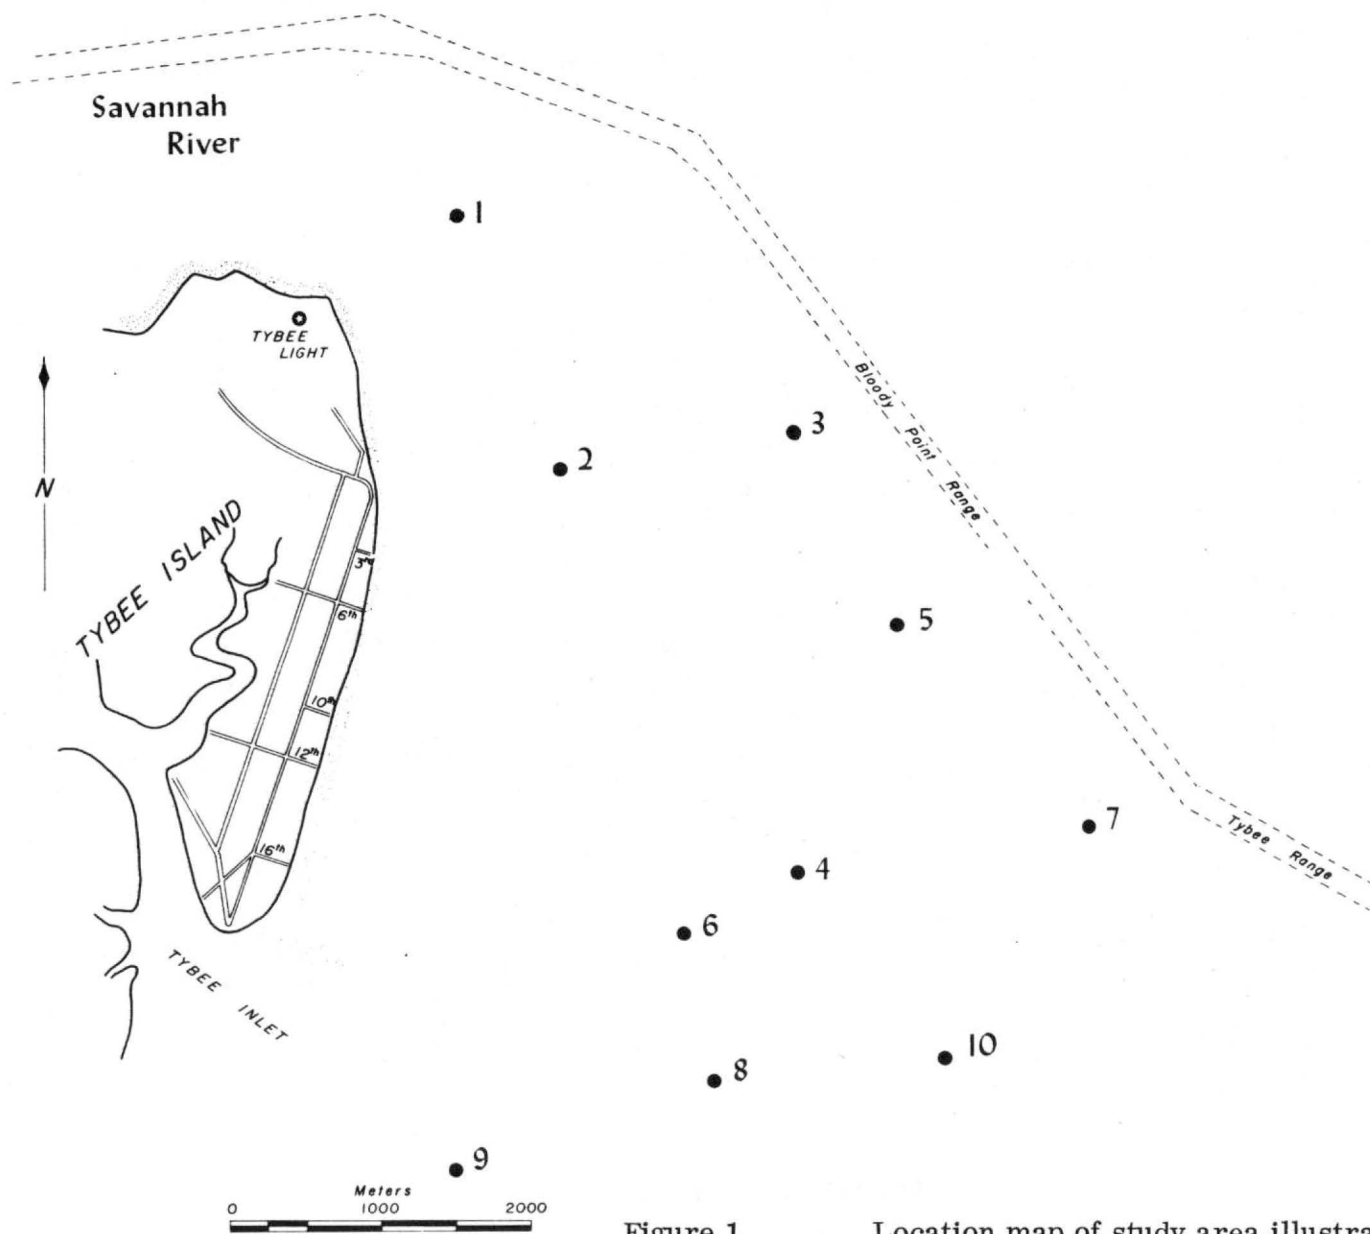 Savannah
River
1
TYBEE
LIGHT
N
TYBEE ISLAND
3rd
6th
10th
12th
16th
2
3
Bloody Point Range
5
7
Tybee Range
4
6
TYBEE INLET
10
8
9
Meters
0 1000 2000
Figure 1 Location map of study area illustra